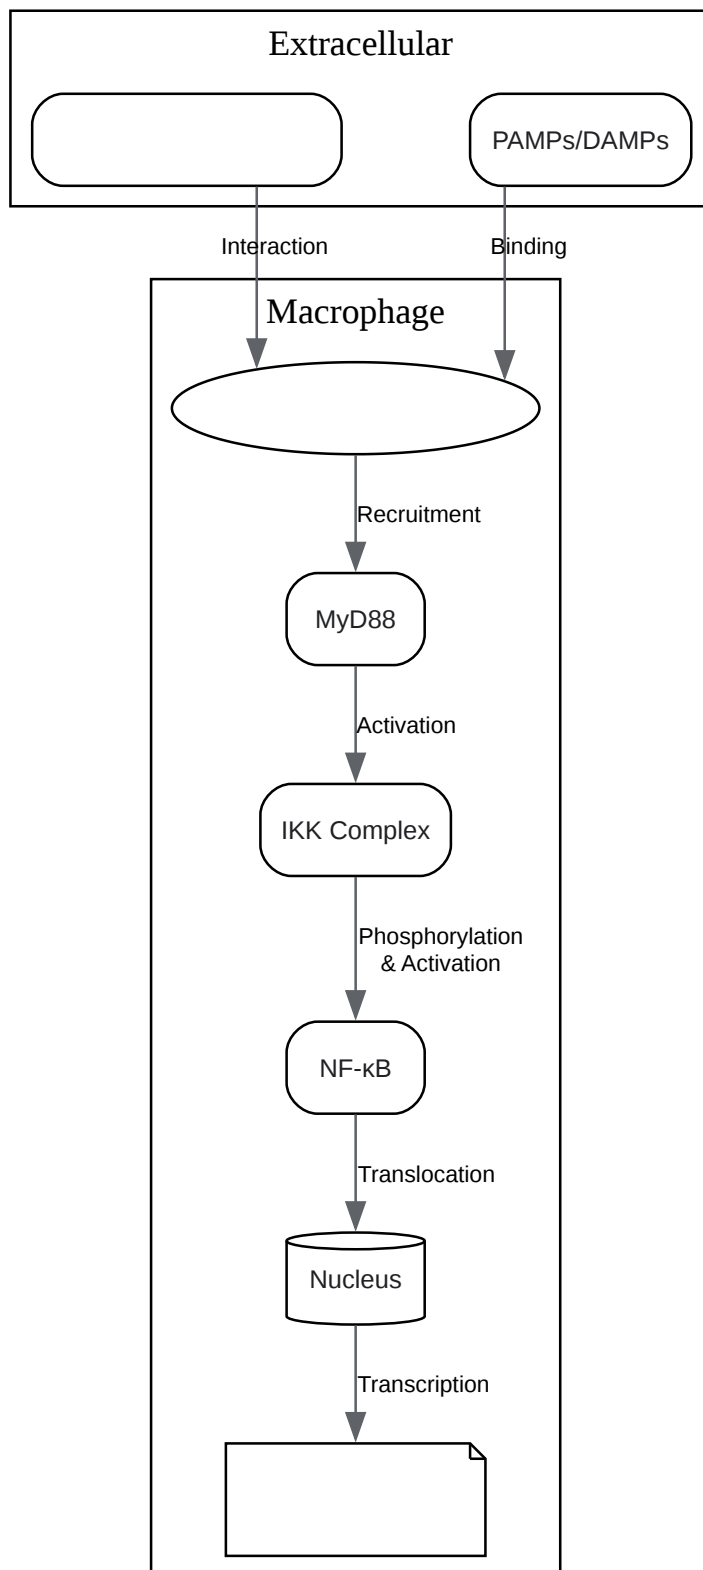 Extracellular
PAMPs/DAMPs
Interaction
Binding
Macrophage
Recruitment
MyD88
Activation
IKK Complex
Phosphorylation
& Activation
NF-κB
Translocation
Nucleus
Transcription